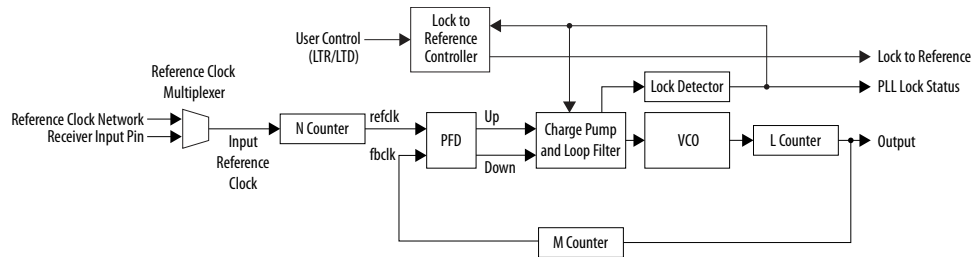 User Control
(LTR/LTD)
Lock to
Reference
Controller
Lock to Reference
Reference Clock
Multiplexer
Lock Detector
PLL Lock Status
Reference Clock Network
Receiver Input Pin
Input
Reference
Clock
N Counter
refclk
fbclk
PFD
Up
Down
Charge Pump
and Loop Filter
VCO
L Counter
Output
M Counter